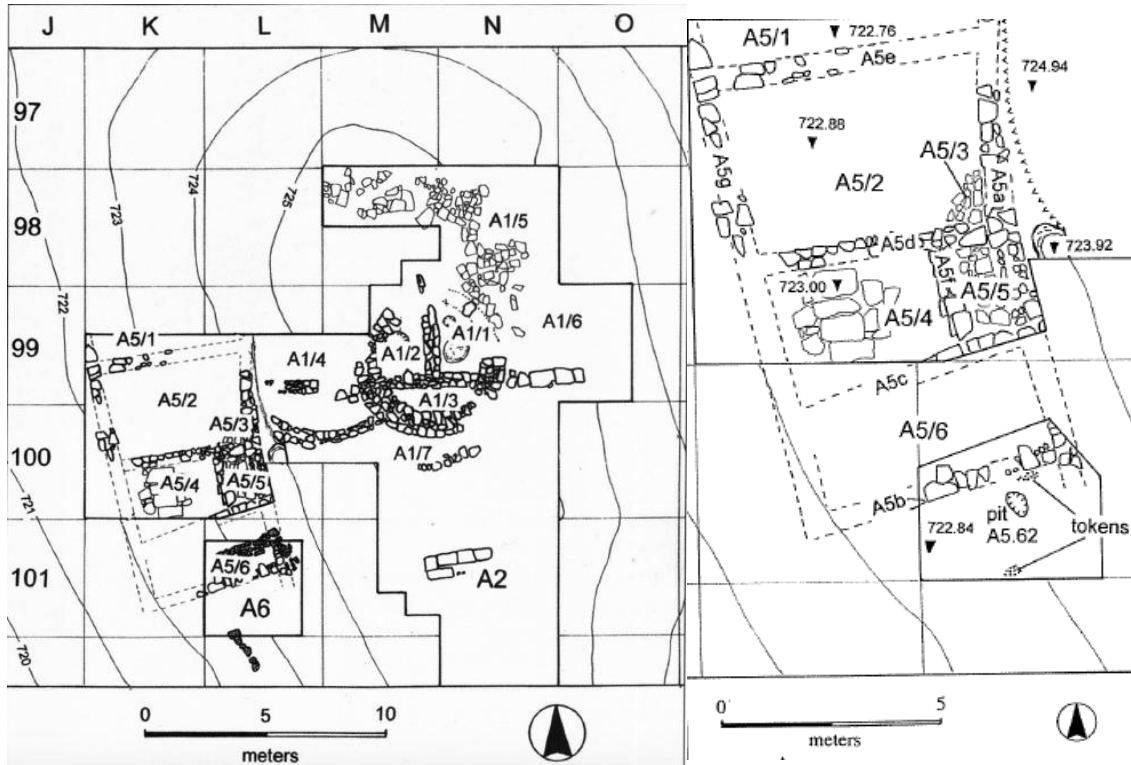 J K L M N O
97
98
99
100
101
722
723
724
725
721
720
A1/5
A1/6
A1/1
A1/2
A1/4
A1/3
A1/7
A5/1
A5/2
A5/3
A5/4
A5/5
A5/6
A6
A2
0 5 10
meters
A5/1
722.76
A5e
724.94
722.88
A5/3
A5/2
A5g
A5a
A5d
723.92
723.00
A5f
A5/5
A5/4
A5c
A5/6
A5b
pit
A5.62
tokens
722.84
0 5
meters